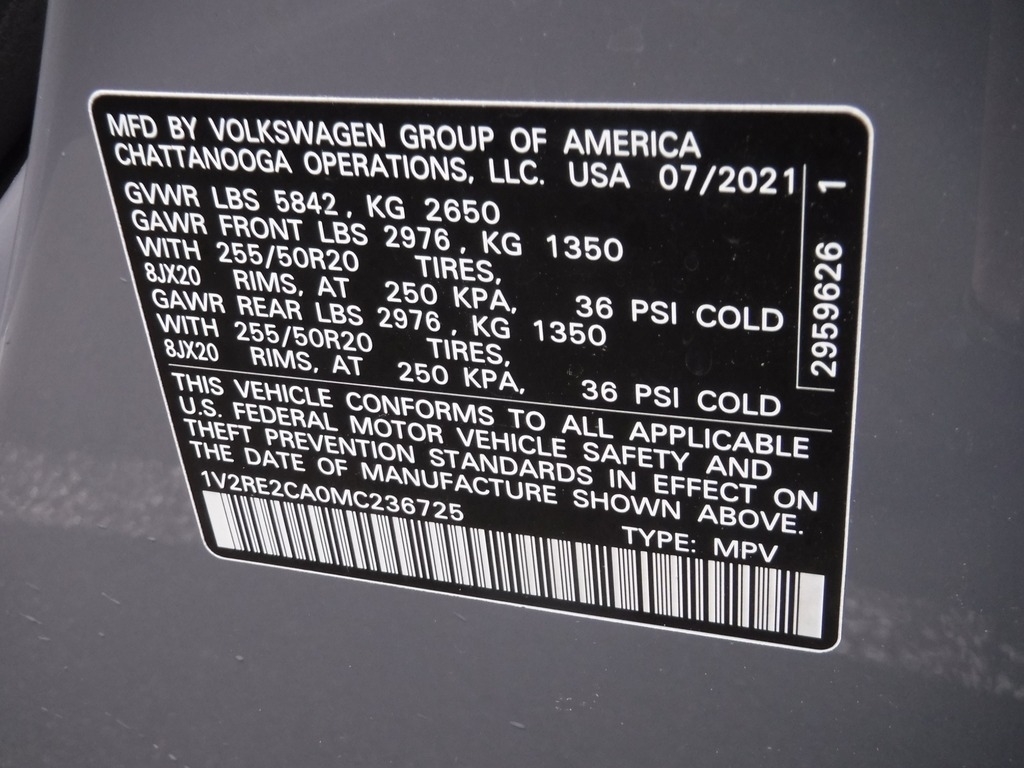 MFD BY VOLKSWAGEN GROUP OF AMERICA
CHATTANOOGA OPERATIONS, LLC. USA 07/2021
GVWR LBS 5842, KG 2650
GAWR FRONT LBS 2976, KG 1350
WITH 255/50R20 TIRES,
8JX20 RIMS, AT 250 KPA, 36 PSI COLD
GAWR REAR LBS 2976, KG 1350
WITH 255/50R20 TIRES,
8JX20 RIMS, AT 250 KPA, 36 PSI COLD
THIS VEHICLE CONFORMS TO ALL APPLICABLE
U.S. FEDERAL MOTOR VEHICLE SAFETY AND
THEFT PREVENTION STANDARDS IN EFFECT ON
THE DATE OF MANUFACTURE SHOWN ABOVE.
1V2RE2CA0MC236725
TYPE: MPV
2959626 1